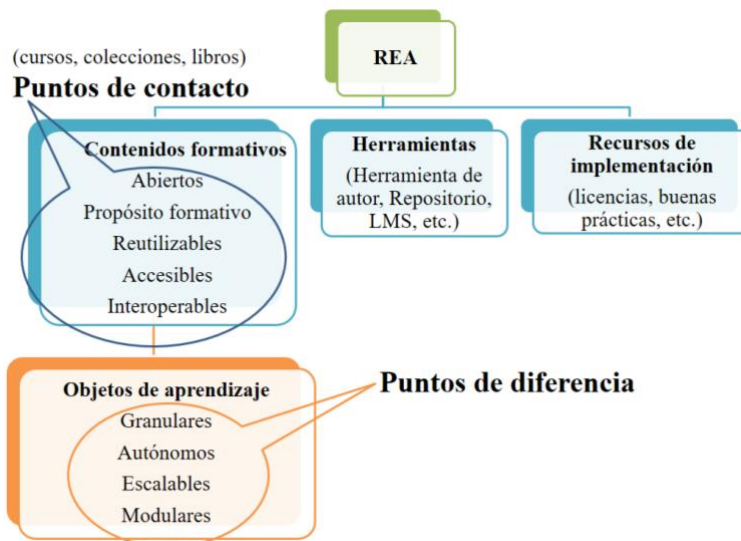 REA
(cursos, colecciones, libros)
Puntos de contacto
Contenidos formativos
Abiertos
Propósito formativo
Reutilizables
Accesibles
Interoperables
Herramientas
(Herramienta de
autor, Repositorio,
LMS, etc.)
Recursos de
implementación
(licencias, buenas
prácticas, etc.)
Objetos de aprendizaje
Granulares
Autónomos
Escalables
Modulares
Puntos de diferencia